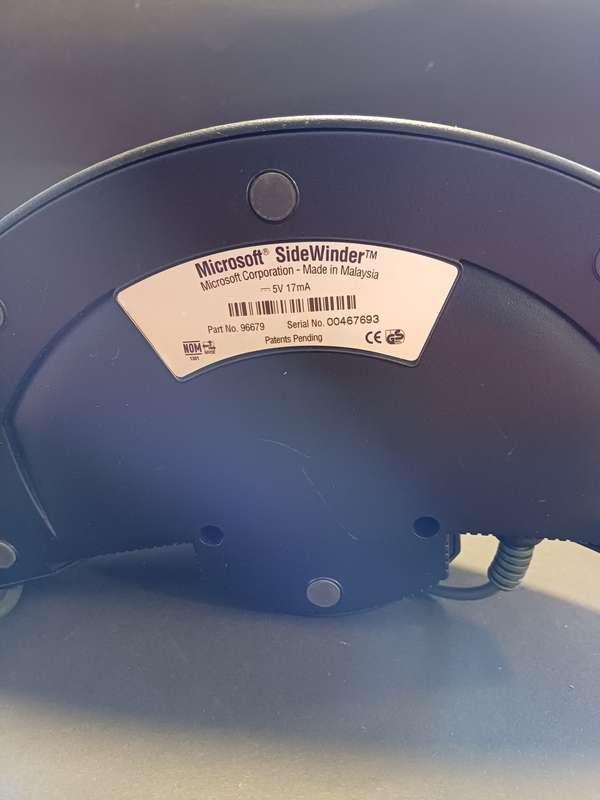 Microsoft® SideWinder™
Microsoft Corporation - Made in Malaysia
⎓ 5V 17mA
Part No. 96679 Serial No. 00467693
Patents Pending
NOM
1301
CE